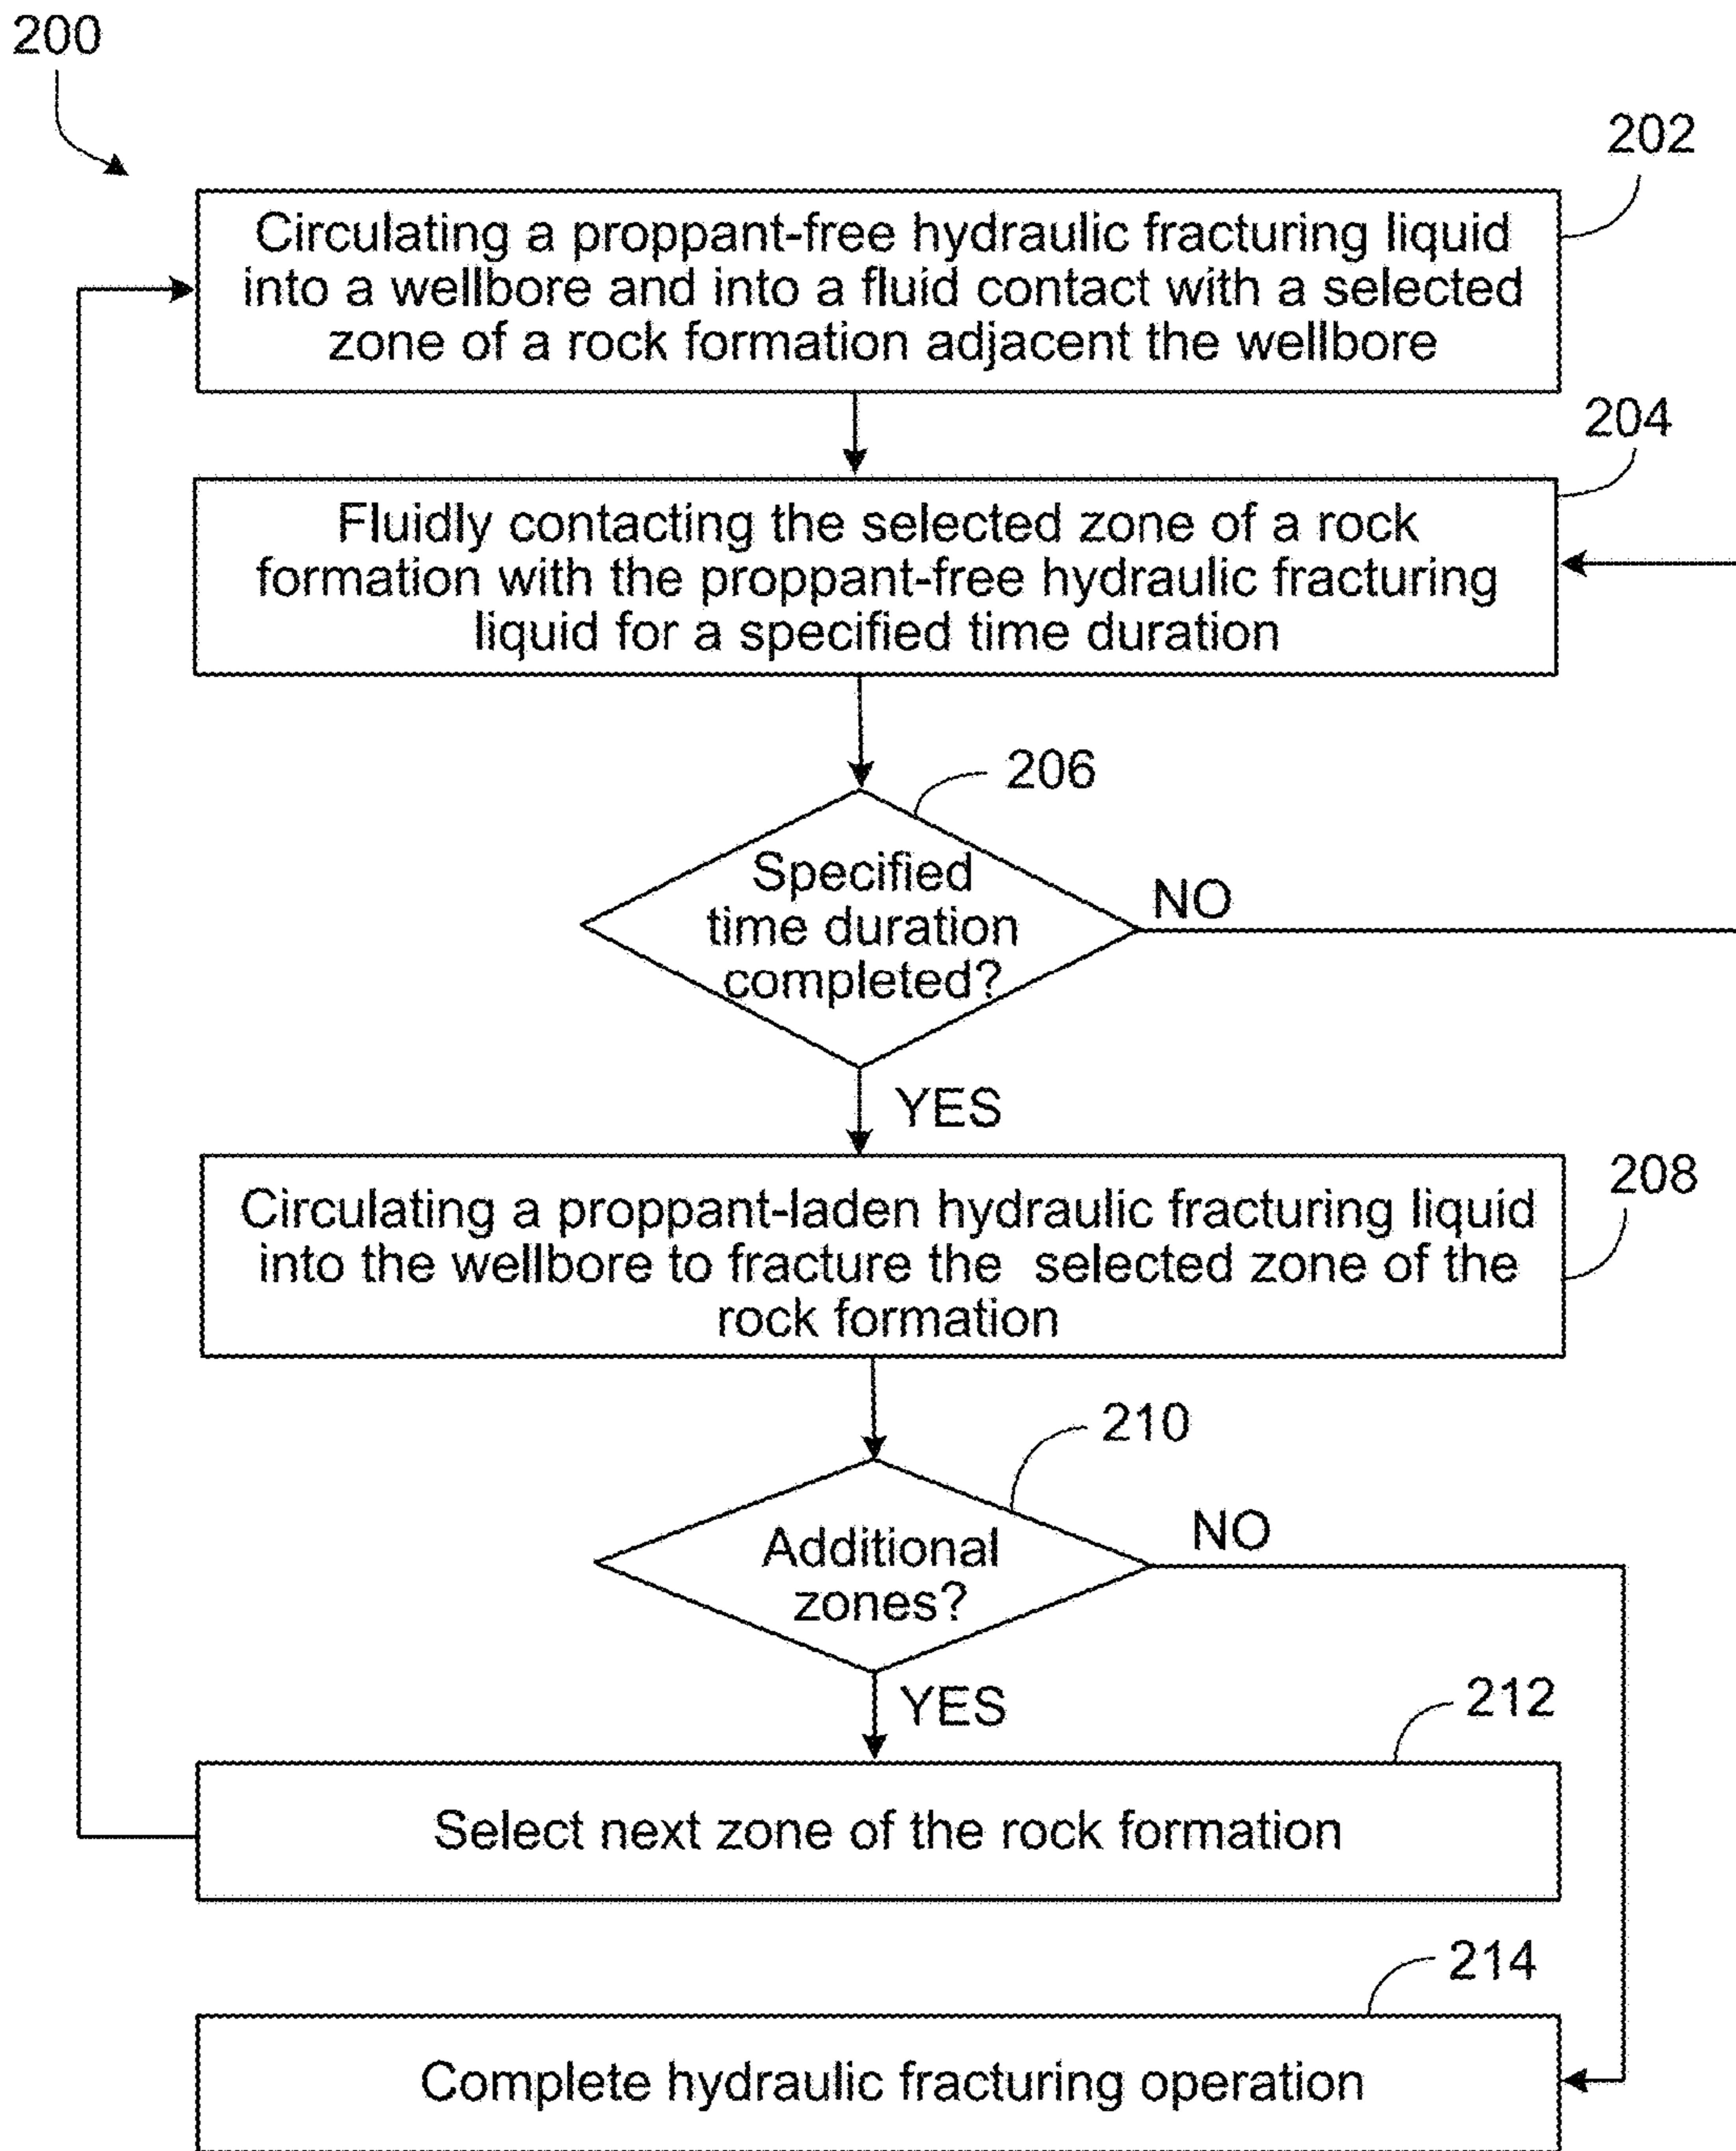 200
202
Circulating a proppant-free hydraulic fracturing liquid
into a wellbore and into a fluid contact with a selected
zone of a rock formation adjacent the wellbore
204
Fluidly contacting the selected zone of a rock
formation with the proppant-free hydraulic fracturing
liquid for a specified time duration
206
Specified
time duration
completed?
NO
YES
208
Circulating a proppant-laden hydraulic fracturing liquid
into the wellbore to fracture the selected zone of the
rock formation
210
Additional
zones?
NO
YES
212
Select next zone of the rock formation
214
Complete hydraulic fracturing operation